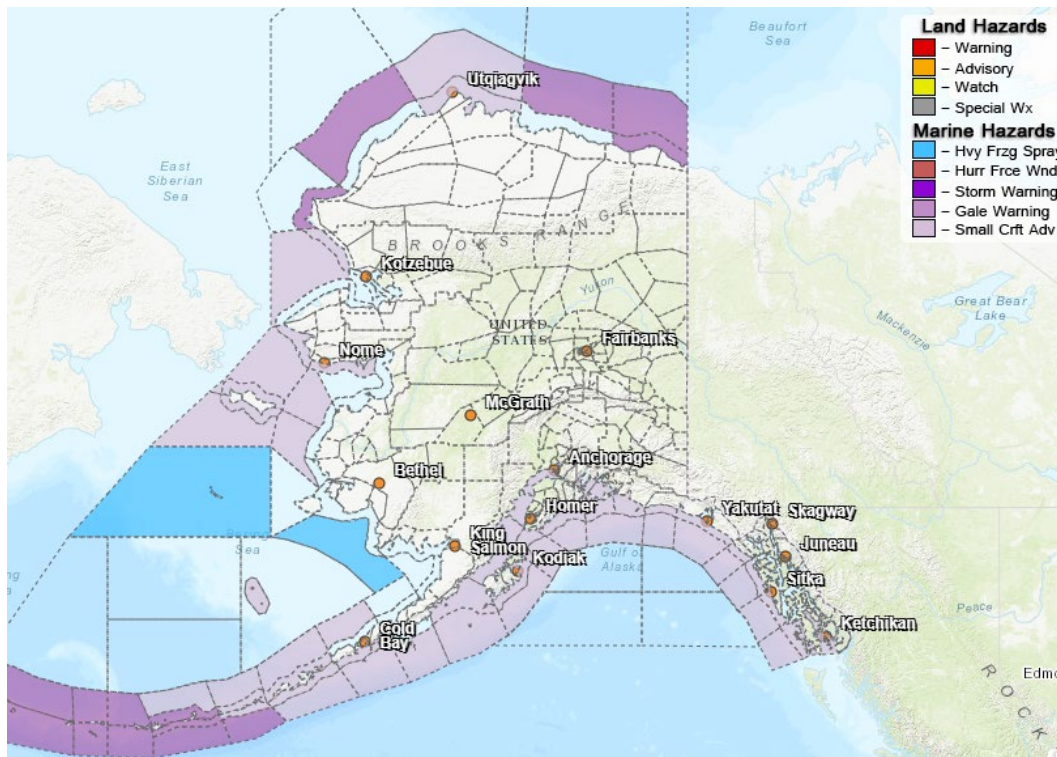 Beaufort
Sea
Land Hazards
– Warning
– Advisory
– Watch
– Special Wx
Marine Hazards
– Hvy Frzg Spray
– Hurr Frce Wnd
– Storm Warning
– Gale Warning
– Small Crft Adv
Utqiagvik
East
Siberian
Sea
BROOKS RANGE
Kotzebue
Yukon
Great Bear
Lake
Mackenzie
UNITED
STATES
Fairbanks
Nome
McGrath
Anchorage
Bethel
Homer
Yakutat
Skagway
King
Salmon
Sea
Kodiak
Gulf of
Alaska
Juneau
Sitka
Peace
Cold
Bay
Ketchikan
Edmo
ROCK